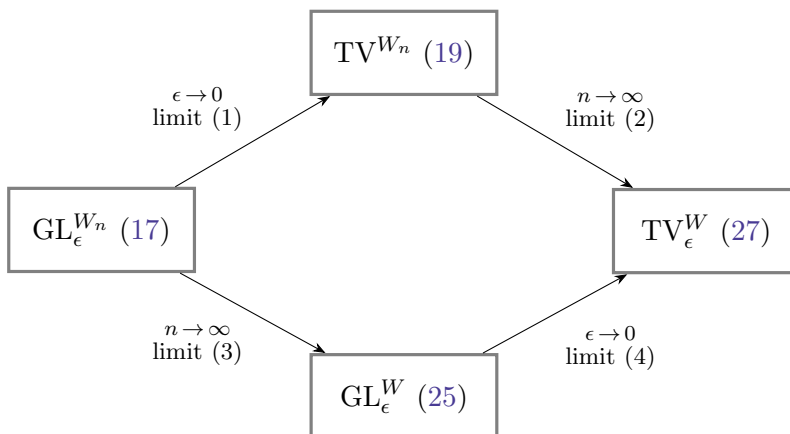 TV^{W_n} (19)
ϵ→0
limit (1)
n→∞
limit (2)
GL_ϵ^{W_n} (17)
TV_ϵ^W (27)
n→∞
limit (3)
ϵ→0
limit (4)
GL_ϵ^W (25)